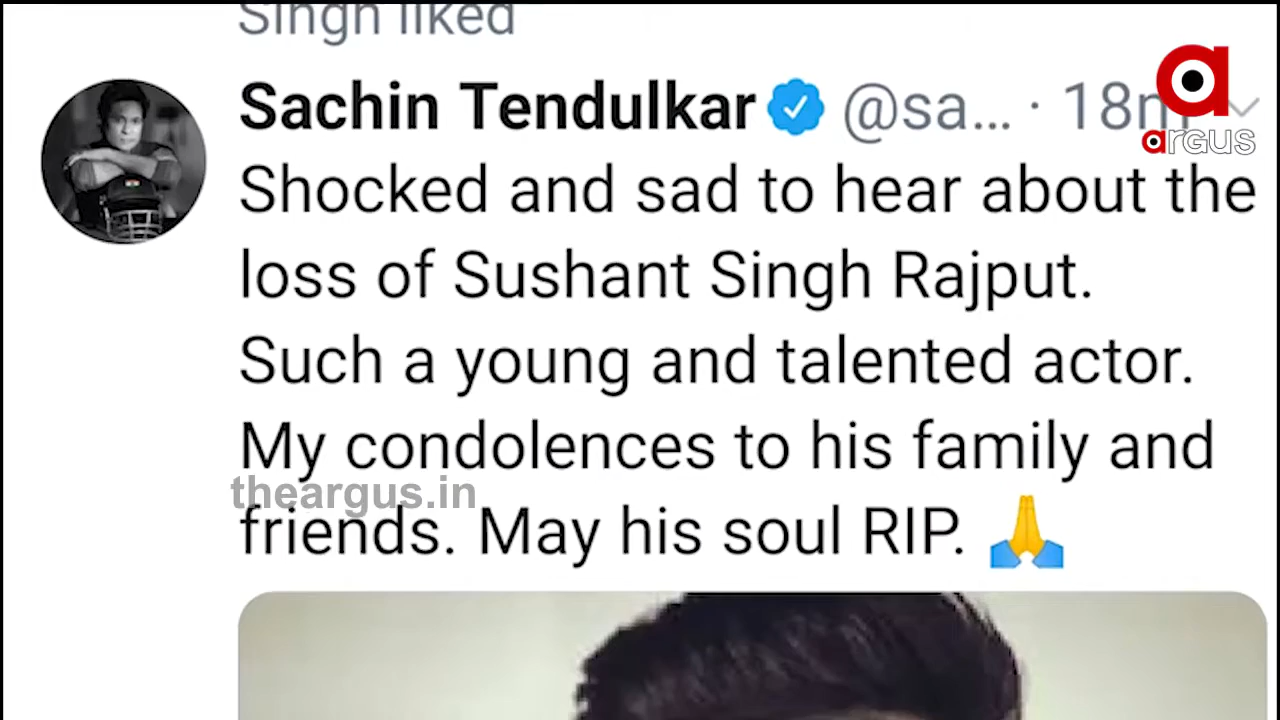 Singh liked
Sachin Tendulkar @sa... · 18m
argus
Shocked and sad to hear about the
loss of Sushant Singh Rajput.
Such a young and talented actor.
My condolences to his family and
theargus.in
friends. May his soul RIP. 🙏